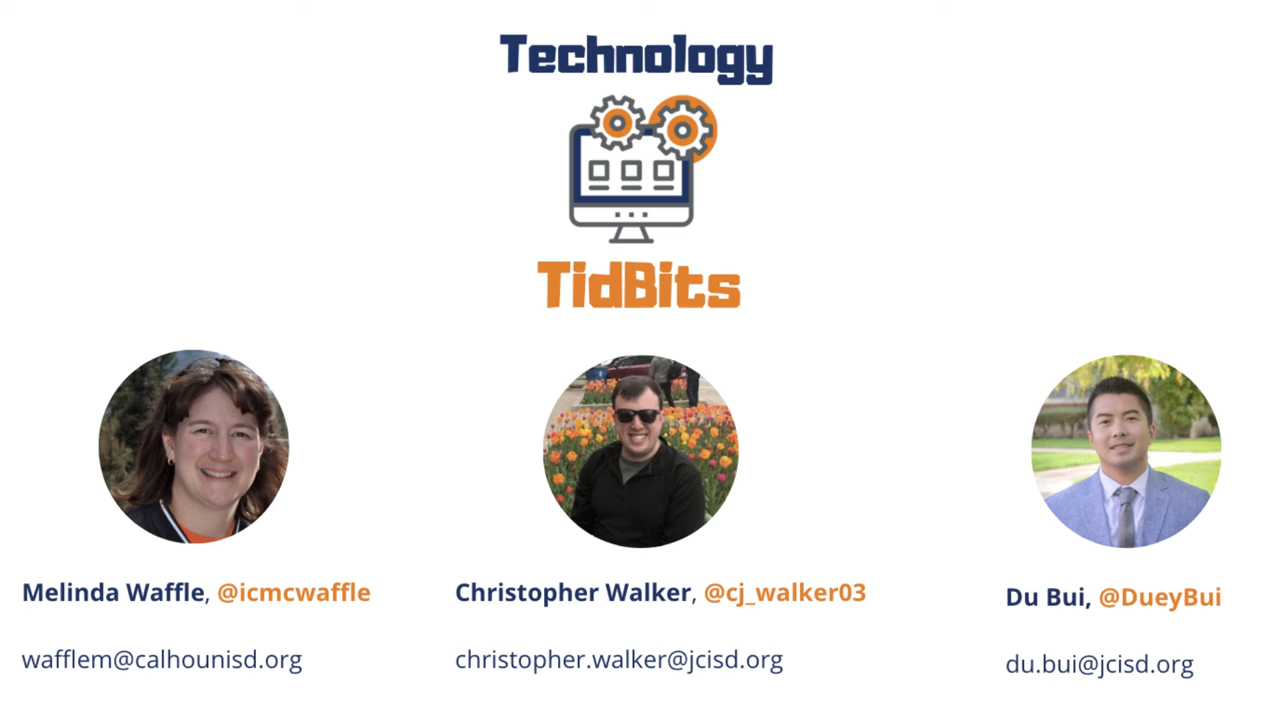 Technology
TidBits
Melinda Waffle, @icmcwaffle
wafflem@calhounisd.org
Christopher Walker, @cj_walker03
christopher.walker@jcisd.org
Du Bui, @DueyBui
du.bui@jcisd.org